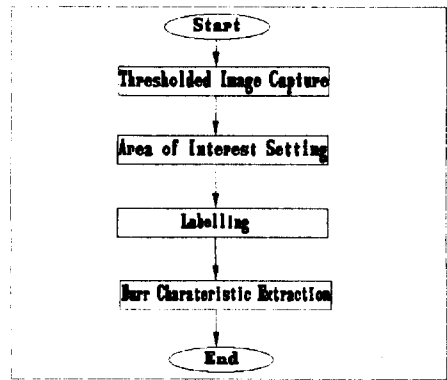 Start
Thresholded Image Capture
Area of Interest Setting
Labelling
Burr Charateristic Extraction
End